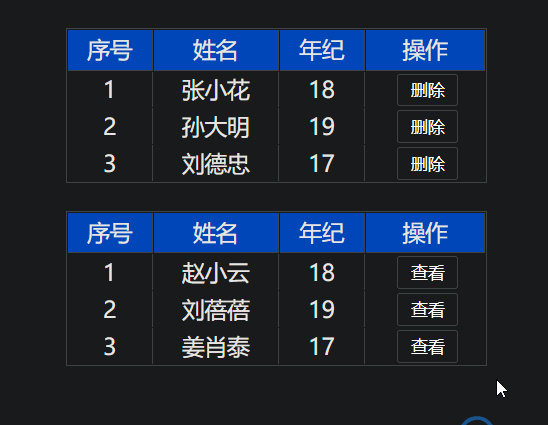 序号 姓名 年纪 操作
1 张小花 18 删除
2 孙大明 19 删除
3 刘德忠 17 删除
序号 姓名 年纪 操作
1 赵小云 18 查看
2 刘蓓蓓 19 查看
3 姜肖泰 17 查看